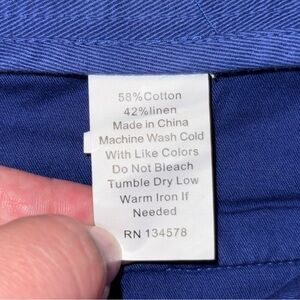 58%Cotton
42%linen
Made in China
Machine Wash Cold
With Like Colors
Do Not Bleach
Tumble Dry Low
Warm Iron If
Needed
RN 134578